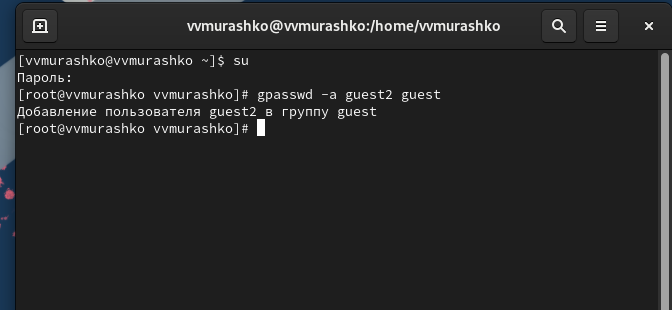 vvmurashko@vvmurashko:/home/vvmurashko
[vvmurashko@vvmurashko ~]$ su
Пароль:
[root@vvmurashko vvmurashko]# gpasswd -a guest2 guest
Добавление пользователя guest2 в группу guest
[root@vvmurashko vvmurashko]#